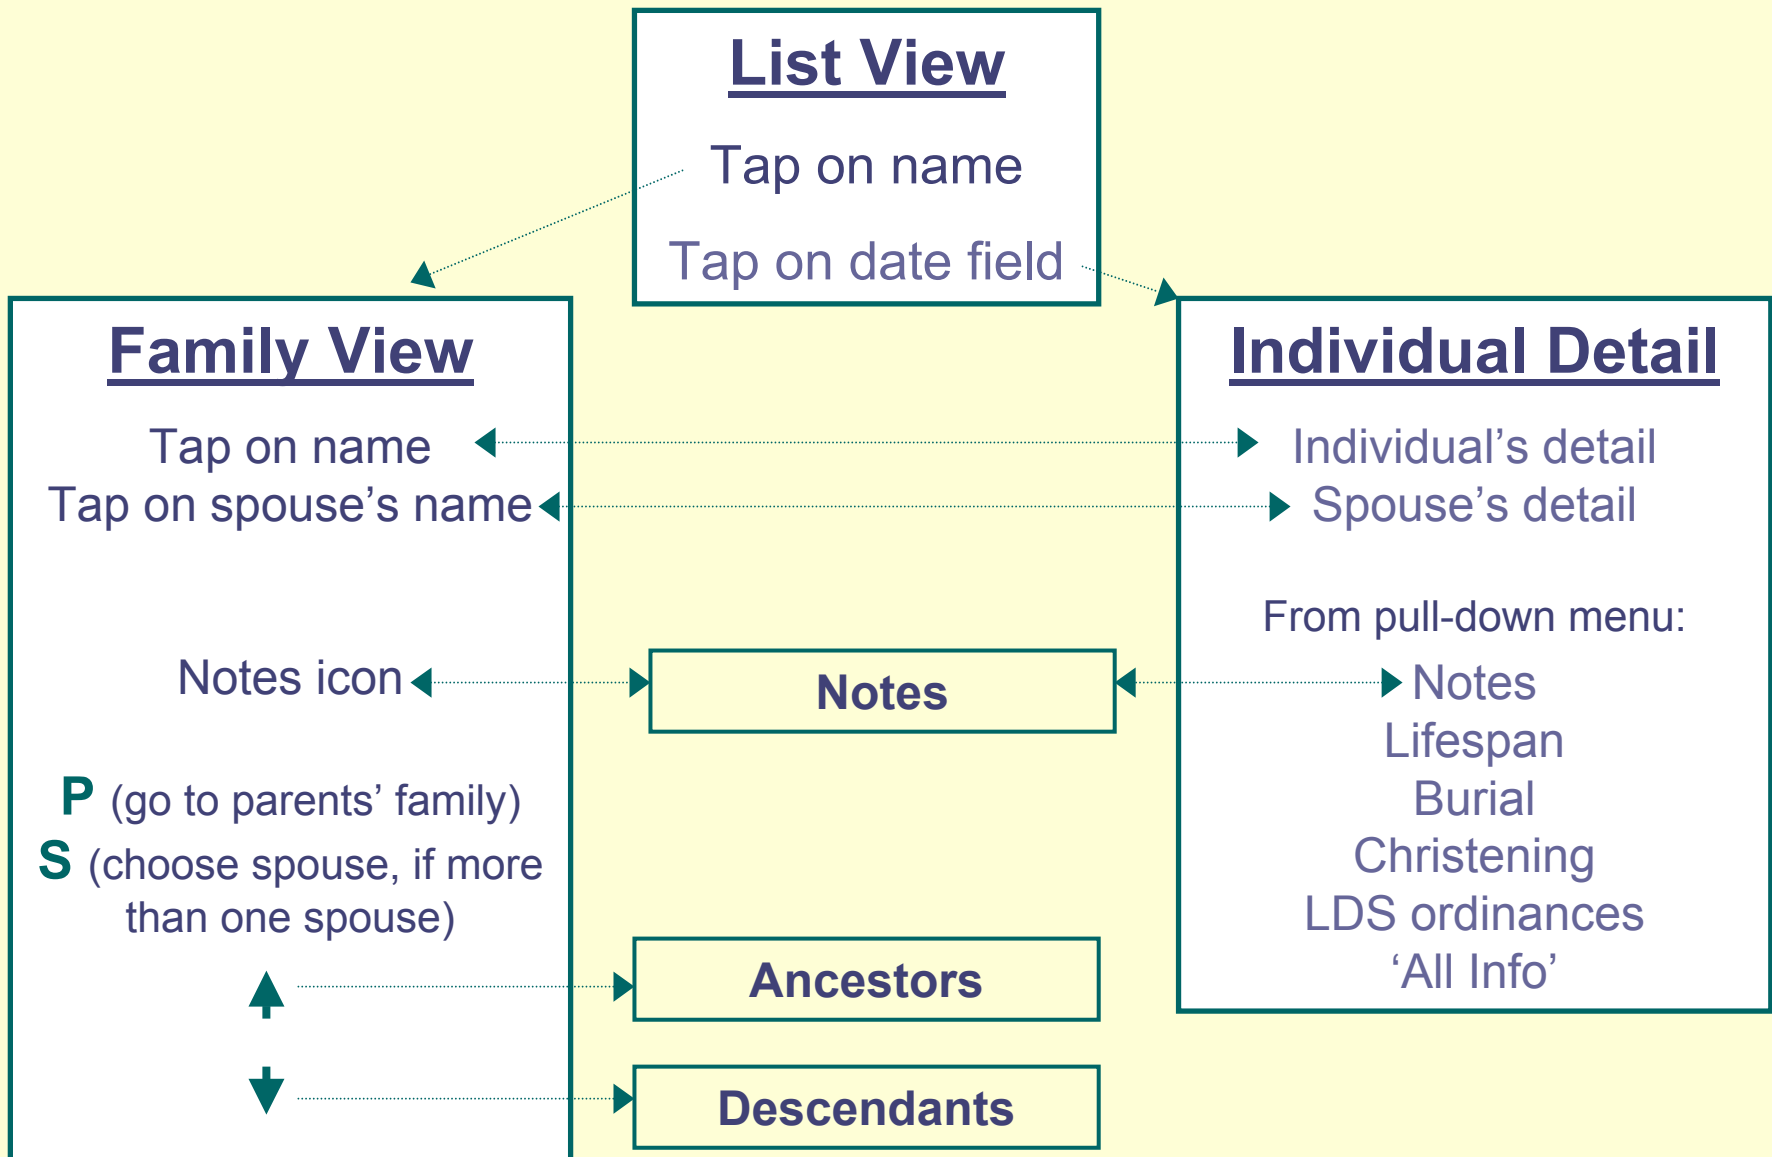 List View
Tap on name
Tap on date field
Family View
Tap on name
Tap on spouse’s name
Notes icon
P (go to parents’ family)
S (choose spouse, if more
than one spouse)
Notes
Ancestors
Descendants
Individual Detail
Individual’s detail
Spouse’s detail
From pull-down menu:
Notes
Lifespan
Burial
Christening
LDS ordinances
‘All Info’